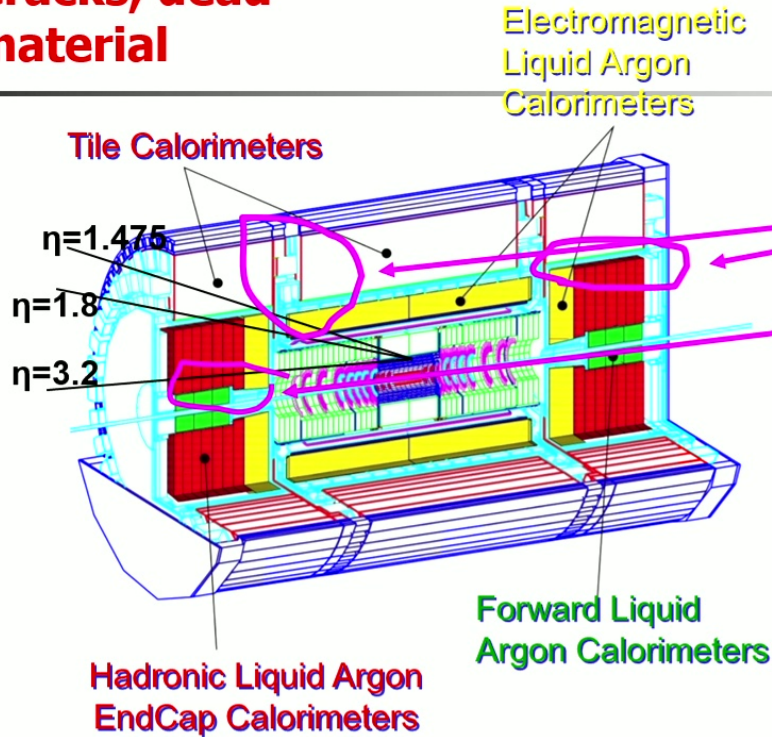 material
Electromagnetic
Liquid Argon
Calorimeters
Tile Calorimeters
η=1.475
η=1.8
η=3.2
Forward Liquid
Argon Calorimeters
Hadronic Liquid Argon
EndCap Calorimeters